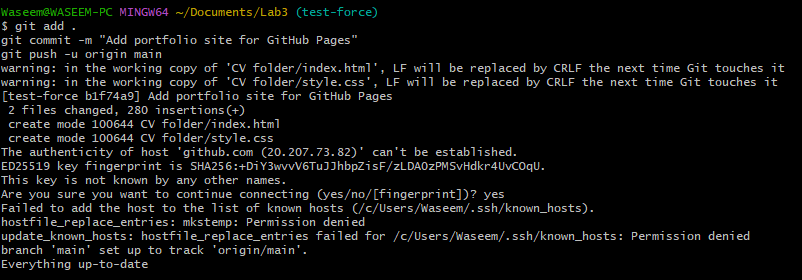 Waseem@WASEEM-PC MINGW64 ~/Documents/Lab3 (test-force)
$ git add .
git commit -m "Add portfolio site for GitHub Pages"
git push -u origin main
warning: in the working copy of 'CV folder/index.html', LF will be replaced by CRLF the next time Git touches it
warning: in the working copy of 'CV folder/style.css', LF will be replaced by CRLF the next time Git touches it
[test-force b1f74a9] Add portfolio site for GitHub Pages
 2 files changed, 280 insertions(+)
 create mode 100644 CV folder/index.html
 create mode 100644 CV folder/style.css
The authenticity of host 'github.com (20.207.73.82)' can't be established.
ED25519 key fingerprint is SHA256:+DiY3wvvV6TuJJhbpZisF/zLDA0zPMSvHdkr4UvCOqU.
This key is not known by any other names.
Are you sure you want to continue connecting (yes/no/[fingerprint])? yes
Failed to add the host to the list of known hosts (/c/Users/Waseem/.ssh/known_hosts).
hostfile_replace_entries: mkstemp: Permission denied
update_known_hosts: hostfile_replace_entries failed for /c/Users/Waseem/.ssh/known_hosts: Permission denied
branch 'main' set up to track 'origin/main'.
Everything up-to-date